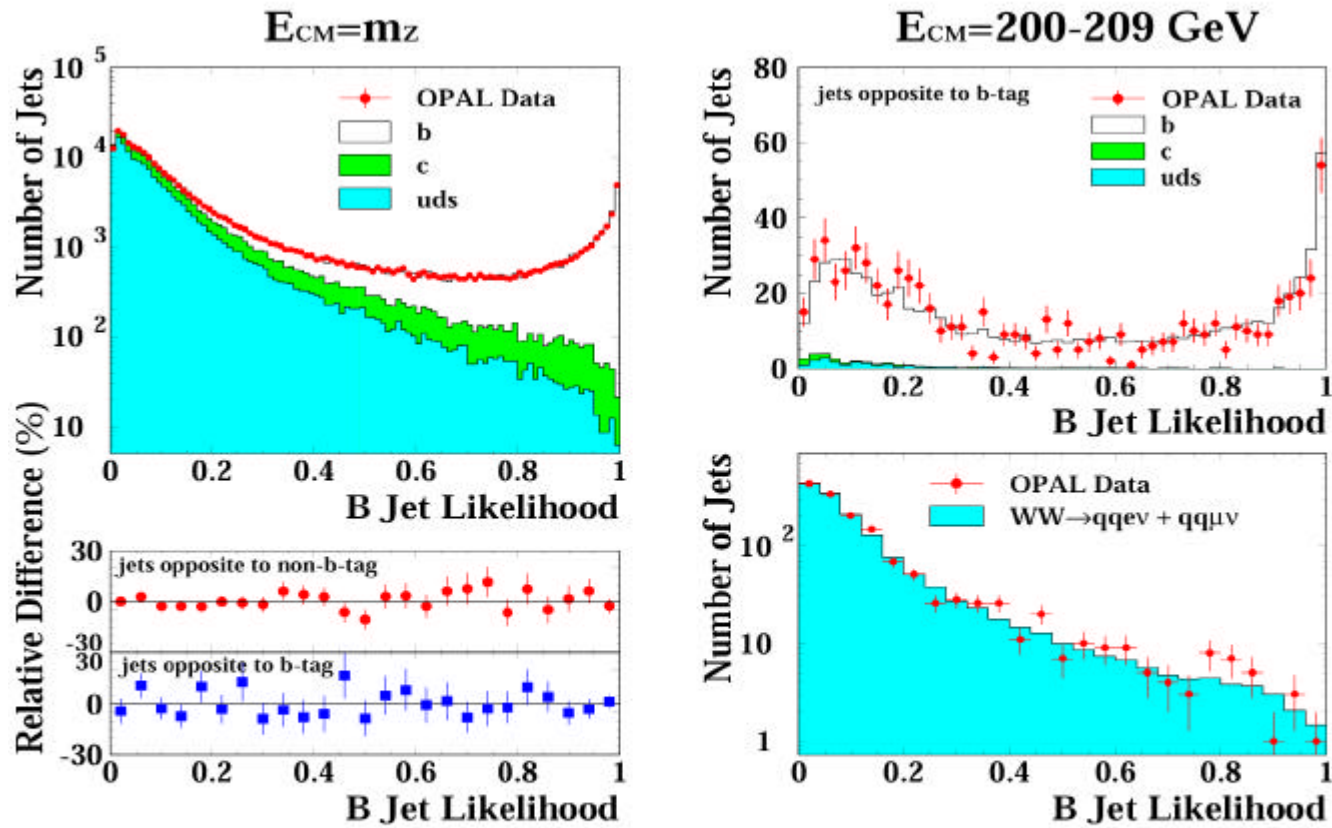 E_CM=m_Z
Number of Jets
10^5
10^4
10^3
10^2
10
OPAL Data
b
c
uds
0 0.2 0.4 0.6 0.8 1
B Jet Likelihood
Relative Difference (%)
30
0
-30
jets opposite to non-b-tag
30
0
-30
jets opposite to b-tag
0 0.2 0.4 0.6 0.8 1
B Jet Likelihood
E_CM=200-209 GeV
Number of Jets
80
60
40
20
0
jets opposite to b-tag
OPAL Data
b
c
uds
0 0.2 0.4 0.6 0.8 1
B Jet Likelihood
Number of Jets
10^2
10
1
OPAL Data
WW→qqeν + qqμν
0 0.2 0.4 0.6 0.8 1
B Jet Likelihood